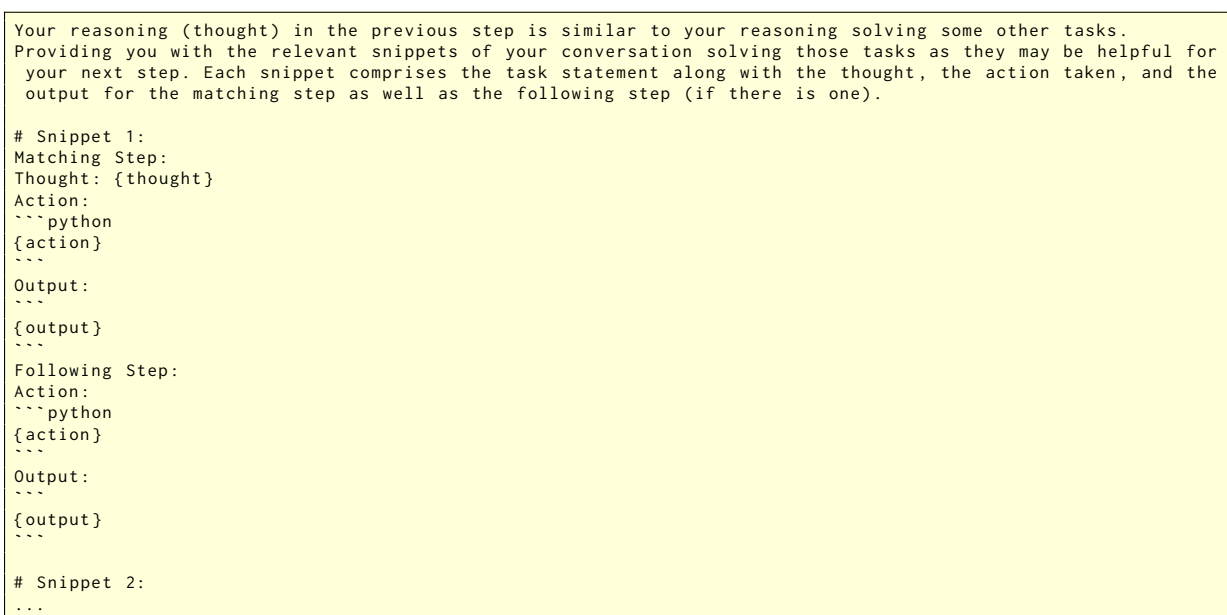 Your reasoning (thought) in the previous step is similar to your reasoning solving some other tasks.
Providing you with the relevant snippets of your conversation solving those tasks as they may be helpful for
your next step. Each snippet comprises the task statement along with the thought, the action taken, and the
output for the matching step as well as the following step (if there is one).

# Snippet 1:
Matching Step:
Thought: {thought}
Action:
```python
{action}
```
Output:
```
{output}
```
Following Step:
Action:
```python
{action}
```
Output:
```
{output}
```

# Snippet 2:
...